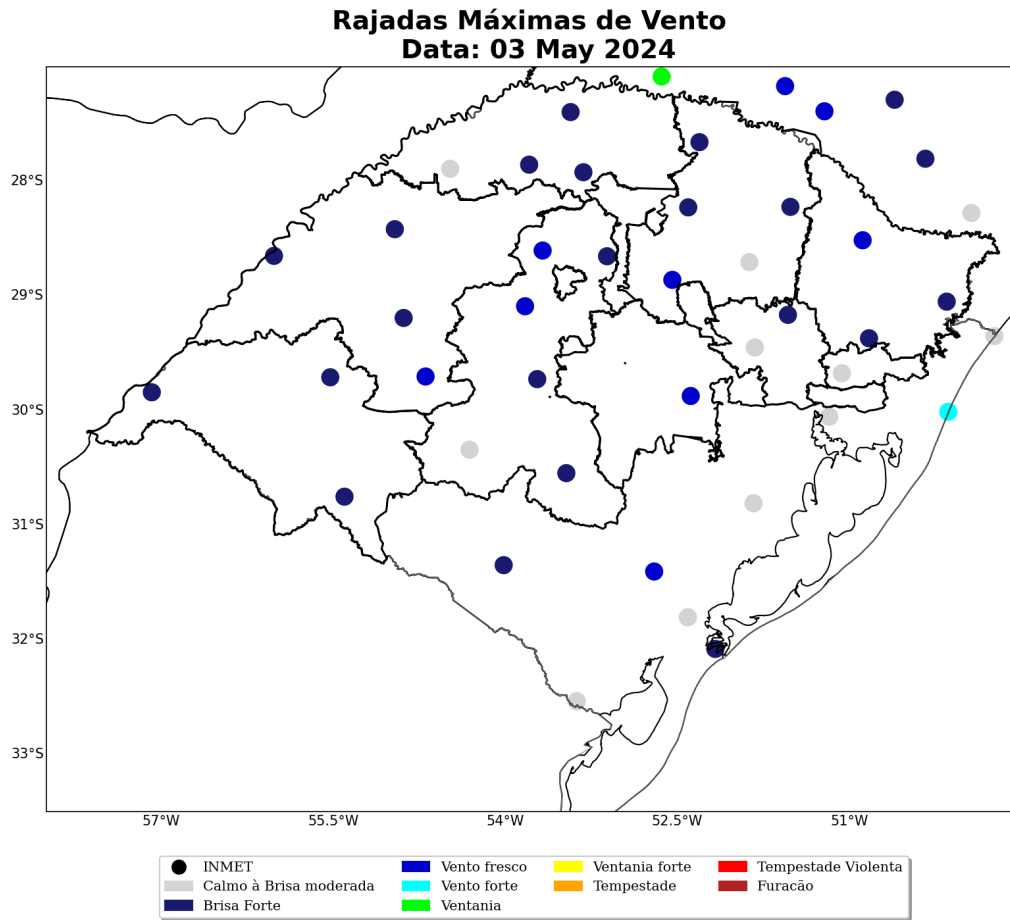 Rajadas Máximas de Vento
Data: 03 May 2024
28°S
29°S
30°S
31°S
32°S
33°S
57°W
55.5°W
54°W
52.5°W
51°W
INMET
Calmo à Brisa moderada
Brisa Forte
Vento fresco
Vento forte
Ventania
Ventania forte
Tempestade
Tempestade Violenta
Furacão